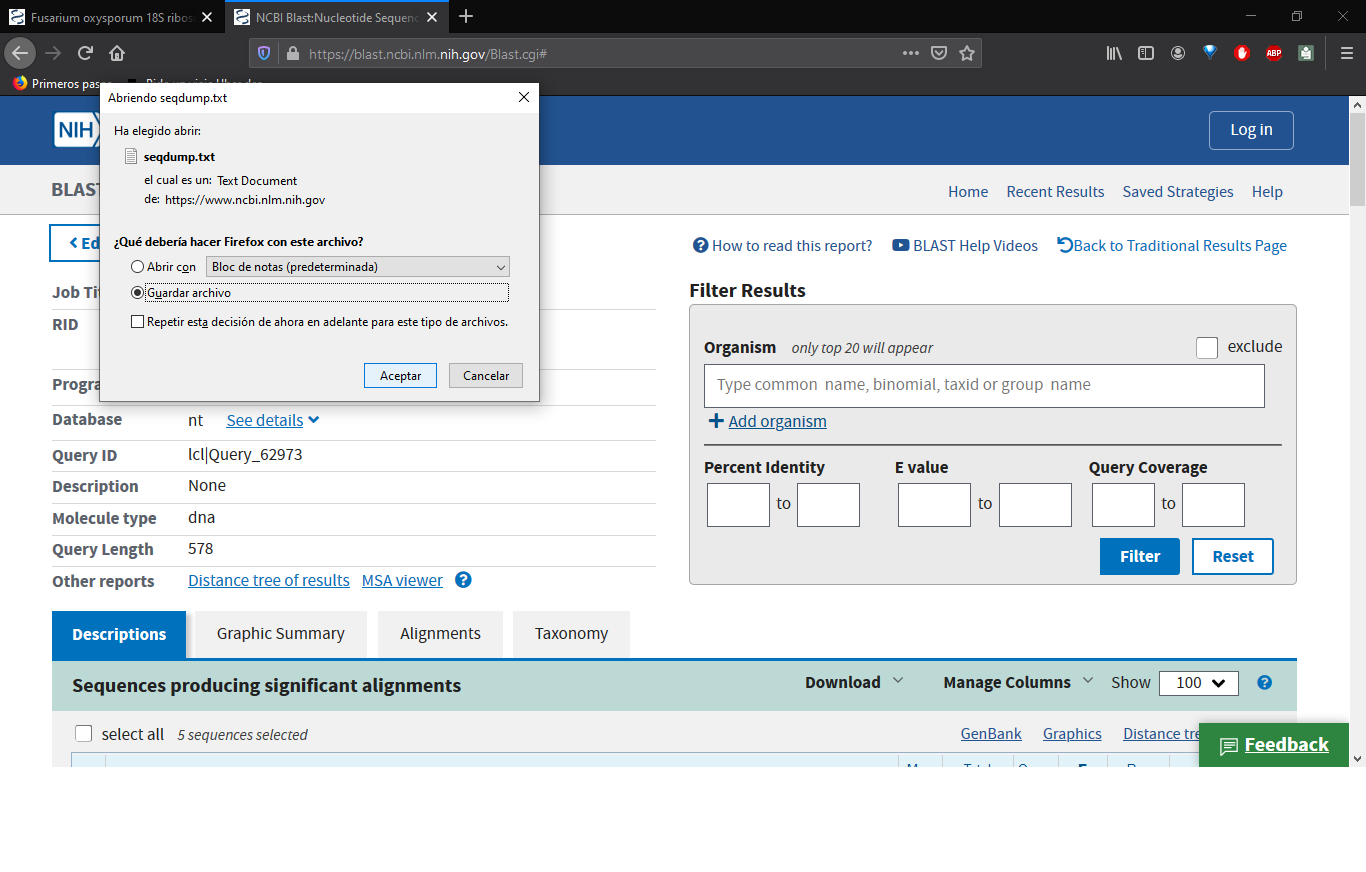 Fusarium oxysporum 18S ribos
NCBI Blast:Nucleotide Sequenc
https://blast.ncbi.nlm.nih.gov/Blast.cgi#
ABP
Primeros pas
Abriendo seqdump.txt
Ha elegido abrir:
seqdump.txt
el cual es un: Text Document
de: https://www.ncbi.nlm.nih.gov
¿Qué debería hacer Firefox con este archivo?
Abrir con Bloc de notas (predeterminada)
Guardar archivo
Repetir esta decisión de ahora en adelante para este tipo de archivos.
Aceptar Cancelar
NIH
Log in
BLAST
Home Recent Results Saved Strategies Help
Ed
How to read this report? BLAST Help Videos Back to Traditional Results Page
Job Tit
RID
Progra
Database nt See details
Query ID lcl|Query_62973
Description None
Molecule type dna
Query Length 578
Other reports Distance tree of results MSA viewer ?
Filter Results
Organism only top 20 will appear exclude
Type common name, binomial, taxid or group name
+ Add organism
Percent Identity E value Query Coverage
to to to
Filter Reset
Descriptions Graphic Summary Alignments Taxonomy
Sequences producing significant alignments Download Manage Columns Show 100 ?
select all 5 sequences selected GenBank Graphics Distance tre
Feedback